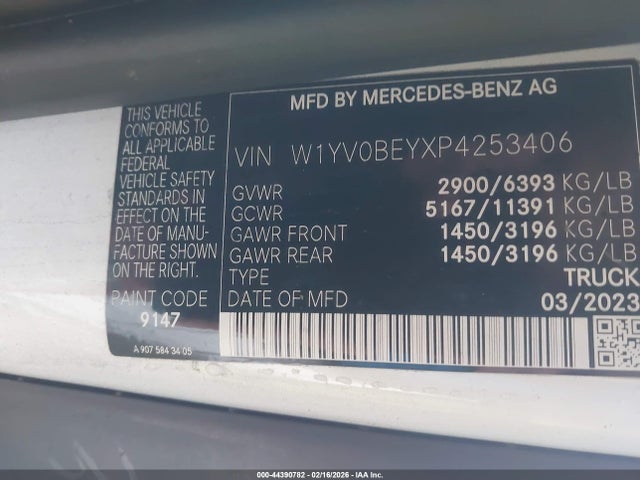 THIS VEHICLE
CONFORMS TO
ALL APPLICABLE
FEDERAL
VEHICLE SAFETY
STANDARDS IN
EFFECT ON THE
DATE OF MANU-
FACTURE SHOWN
ON THE RIGHT.
PAINT CODE
9147
A 907 584 34 05
MFD BY MERCEDES-BENZ AG
VIN W1YV0BEYXP4253406
GVWR 2900/6393 KG/LB
GCWR 5167/11391 KG/LB
GAWR FRONT 1450/3196 KG/LB
GAWR REAR 1450/3196 KG/LB
TYPE TRUCK
DATE OF MFD 03/2023
000-44390782 - 02/16/2026 - IAA Inc.